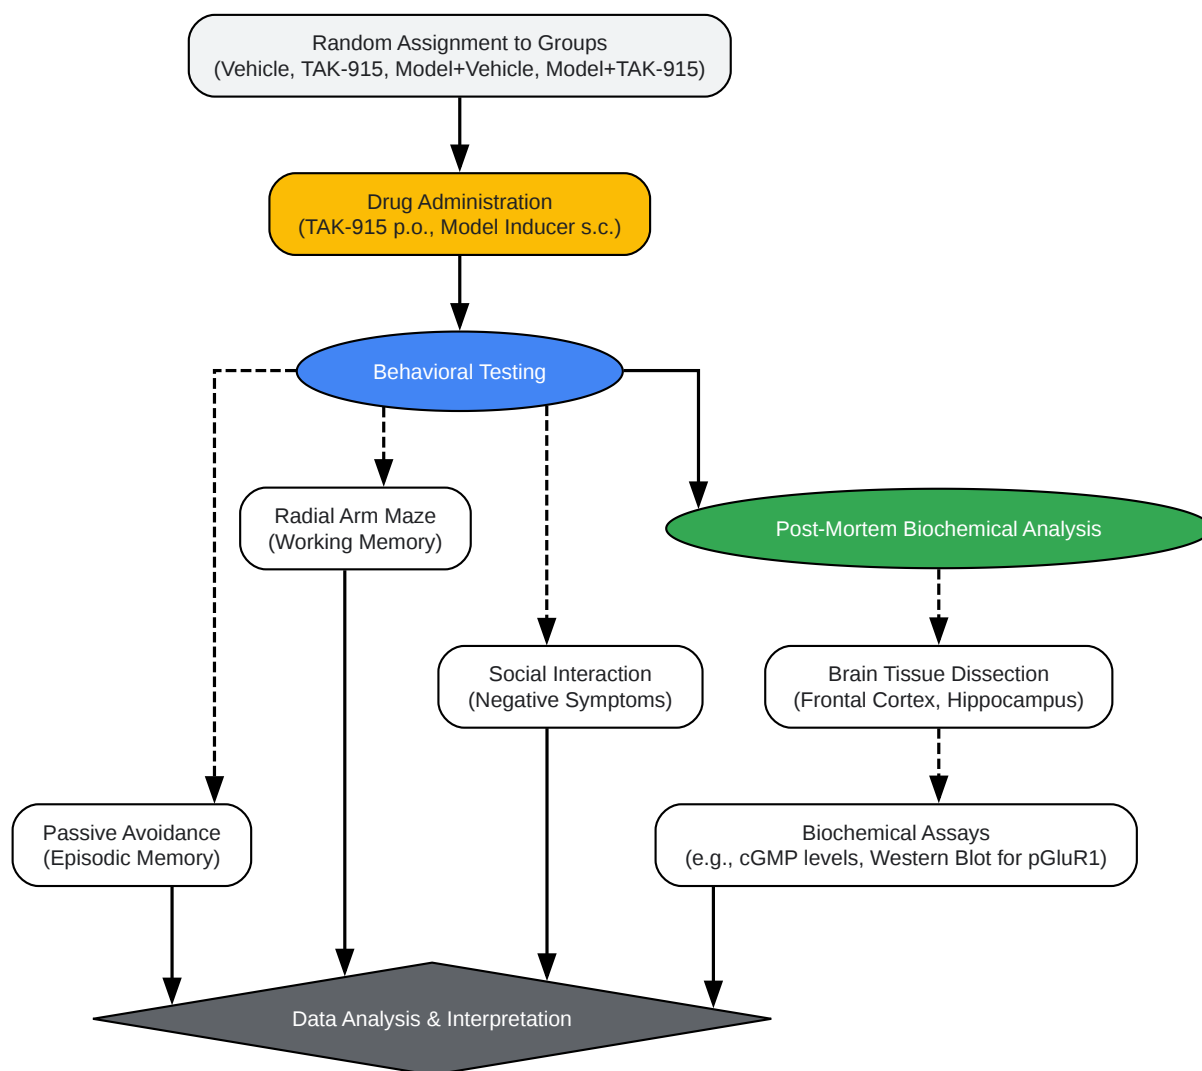 Random Assignment to Groups
(Vehicle, TAK-915, Model+Vehicle, Model+TAK-915)
Drug Administration
(TAK-915 p.o., Model Inducer s.c.)
Behavioral Testing
Radial Arm Maze
(Working Memory)
Post-Mortem Biochemical Analysis
Social Interaction
(Negative Symptoms)
Brain Tissue Dissection
(Frontal Cortex, Hippocampus)
Passive Avoidance
(Episodic Memory)
Biochemical Assays
(e.g., cGMP levels, Western Blot for pGluR1)
Data Analysis & Interpretation